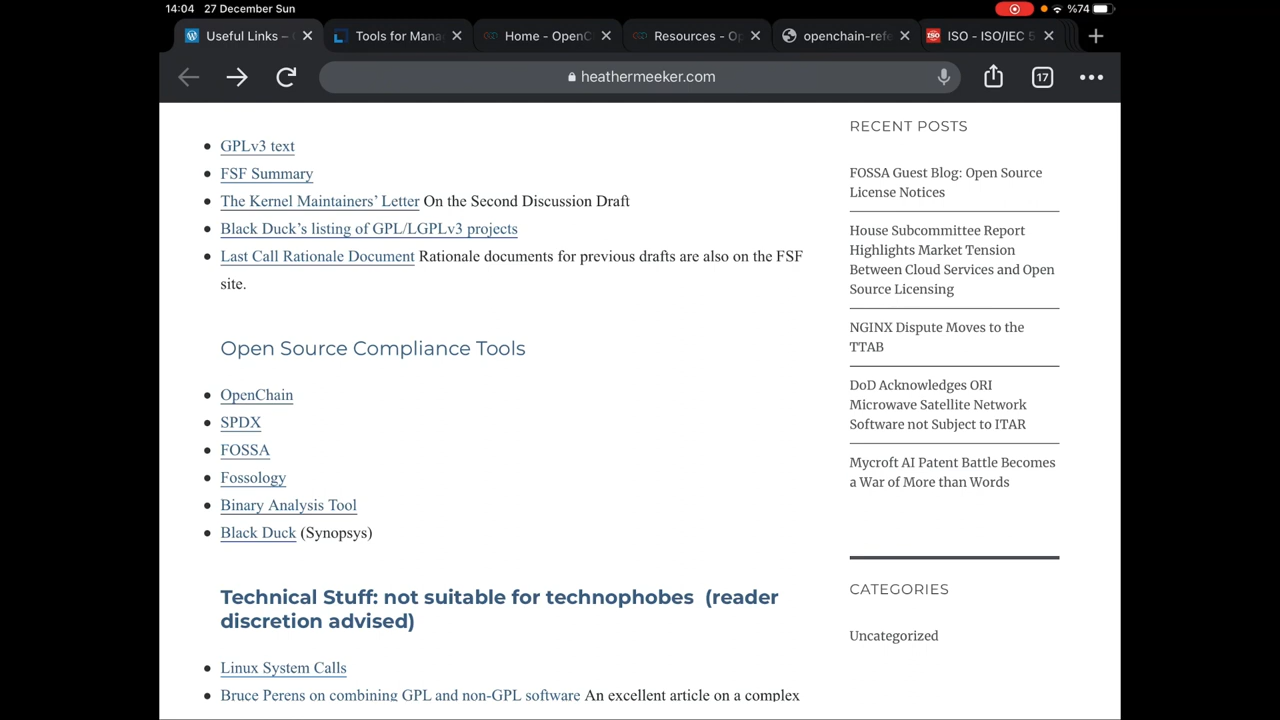 14:04 27 December Sun %74
Useful Links – Tools for Mana Home - OpenC Resources - Op openchain-refe ISO - ISO/IEC 5
heathermeeker.com 17
GPLv3 text
FSF Summary
The Kernel Maintainers' Letter On the Second Discussion Draft
Black Duck's listing of GPL/LGPLv3 projects
Last Call Rationale Document Rationale documents for previous drafts are also on the FSF
site.
Open Source Compliance Tools
OpenChain
SPDX
FOSSA
Fossology
Binary Analysis Tool
Black Duck (Synopsys)
Technical Stuff: not suitable for technophobes (reader
discretion advised)
Linux System Calls
Bruce Perens on combining GPL and non-GPL software An excellent article on a complex
RECENT POSTS
FOSSA Guest Blog: Open Source
License Notices
House Subcommittee Report
Highlights Market Tension
Between Cloud Services and Open
Source Licensing
NGINX Dispute Moves to the
TTAB
DoD Acknowledges ORI
Microwave Satellite Network
Software not Subject to ITAR
Mycroft AI Patent Battle Becomes
a War of More than Words
CATEGORIES
Uncategorized